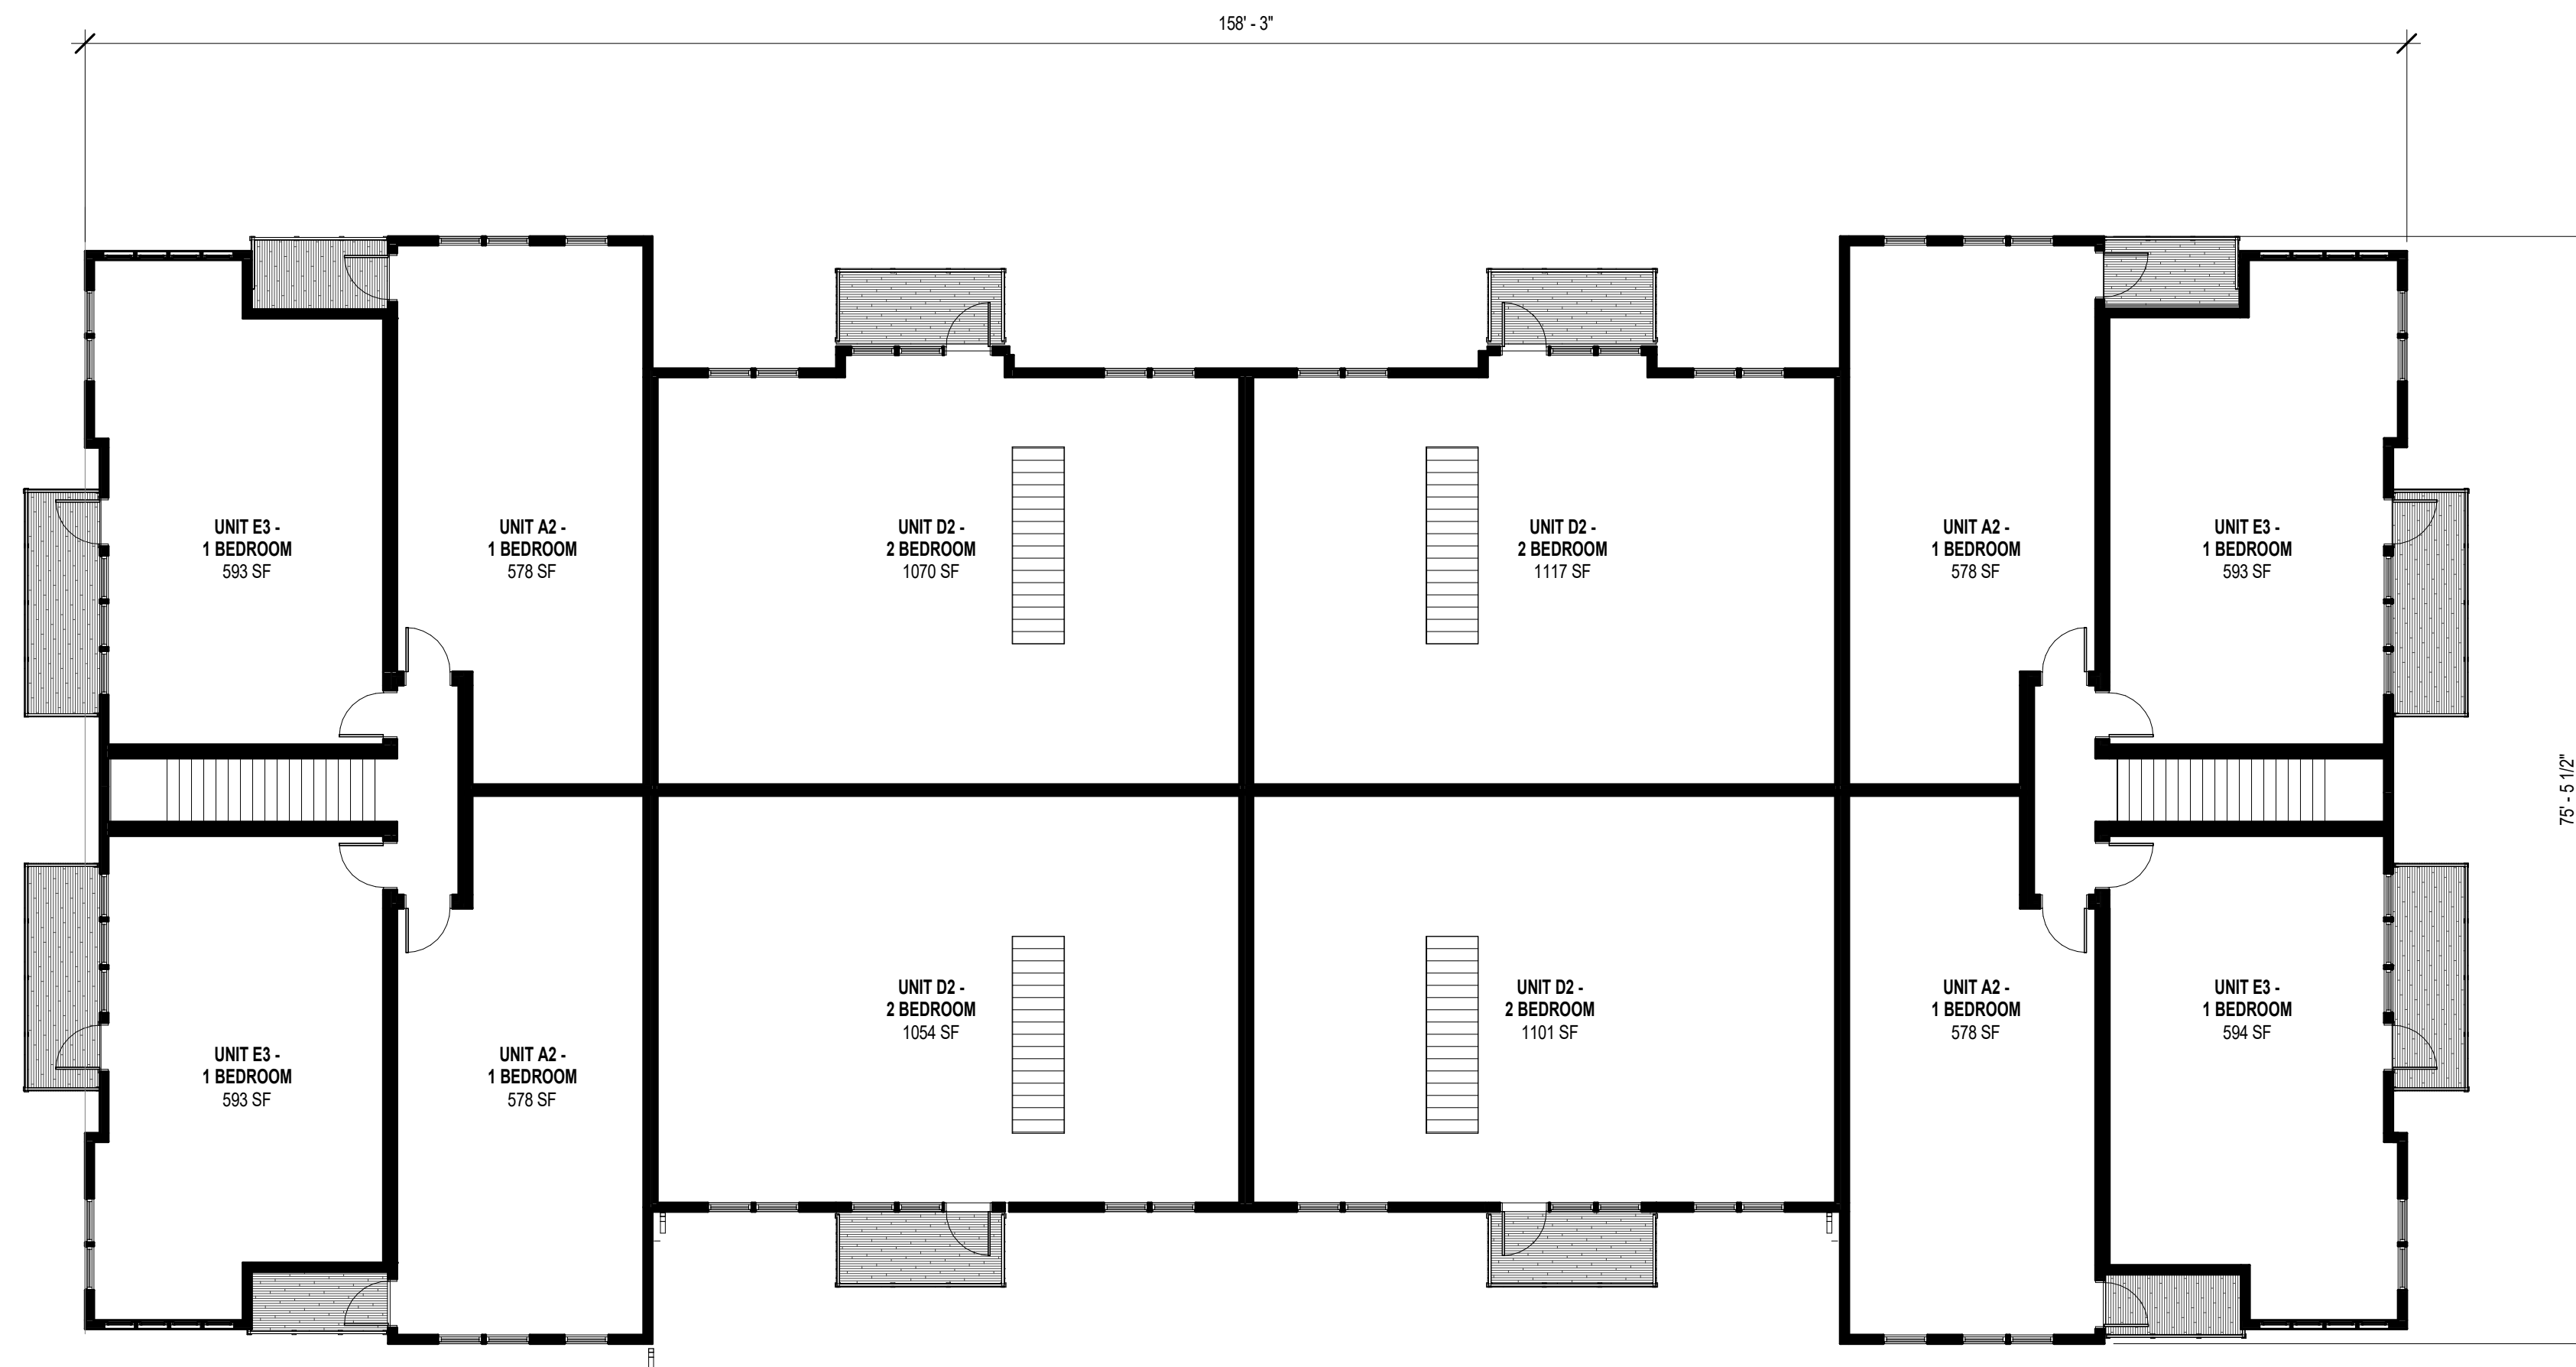 158' - 3"
UNIT E3 -
1 BEDROOM
593 SF
UNIT A2 -
1 BEDROOM
578 SF
UNIT D2 -
2 BEDROOM
1070 SF
UNIT D2 -
2 BEDROOM
1117 SF
UNIT A2 -
1 BEDROOM
578 SF
UNIT E3 -
1 BEDROOM
593 SF
75' - 5 1/2"
UNIT E3 -
1 BEDROOM
593 SF
UNIT A2 -
1 BEDROOM
578 SF
UNIT D2 -
2 BEDROOM
1054 SF
UNIT D2 -
2 BEDROOM
1101 SF
UNIT A2 -
1 BEDROOM
578 SF
UNIT E3 -
1 BEDROOM
594 SF